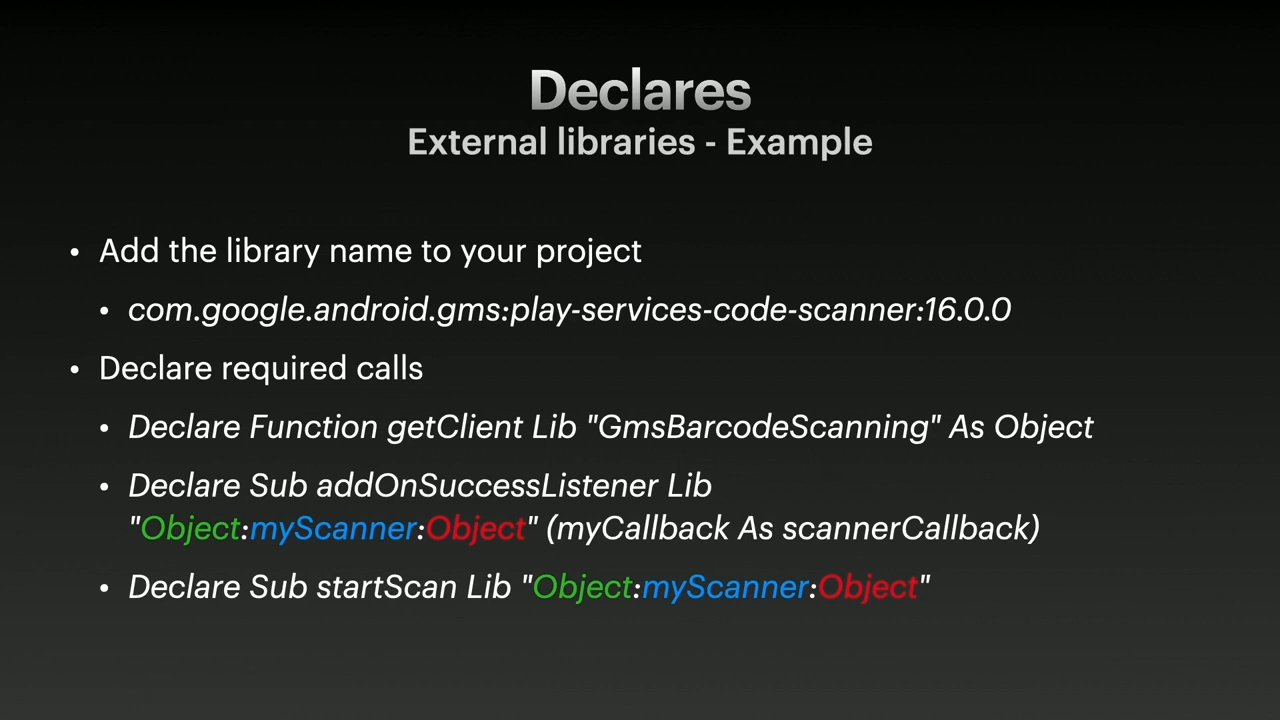 Declares
External libraries - Example
• Add the library name to your project
• com.google.android.gms:play-services-code-scanner:16.0.0
• Declare required calls
• Declare Function getClient Lib "GmsBarcodeScanning" As Object
• Declare Sub addOnSuccessListener Lib
"Object:myScanner:Object" (myCallback As scannerCallback)
• Declare Sub startScan Lib "Object:myScanner:Object"